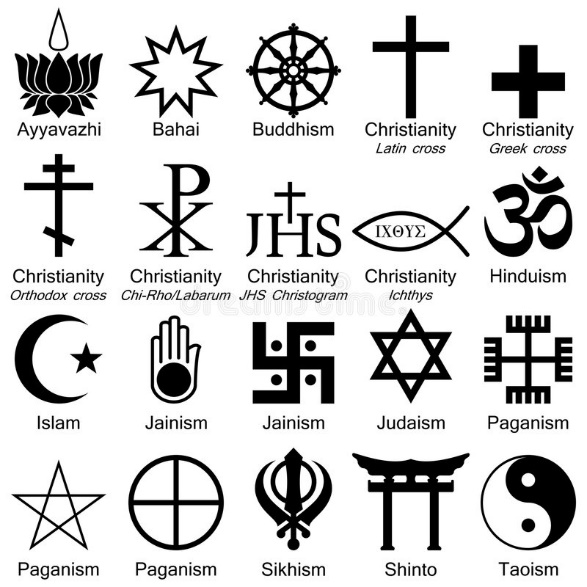 Ayyavazhi
Bahai
Buddhism
Christianity
Latin cross
Christianity
Greek cross
JHS
ΙΧΘΥΣ
Christianity
Orthodox cross
Christianity
Chi-Rho/Labarum
Christianity
JHS Christogram
Christianity
Ichthys
Hinduism
dreamstime
Islam
Jainism
Jainism
Judaism
Paganism
Paganism
Paganism
Sikhism
Shinto
Taoism